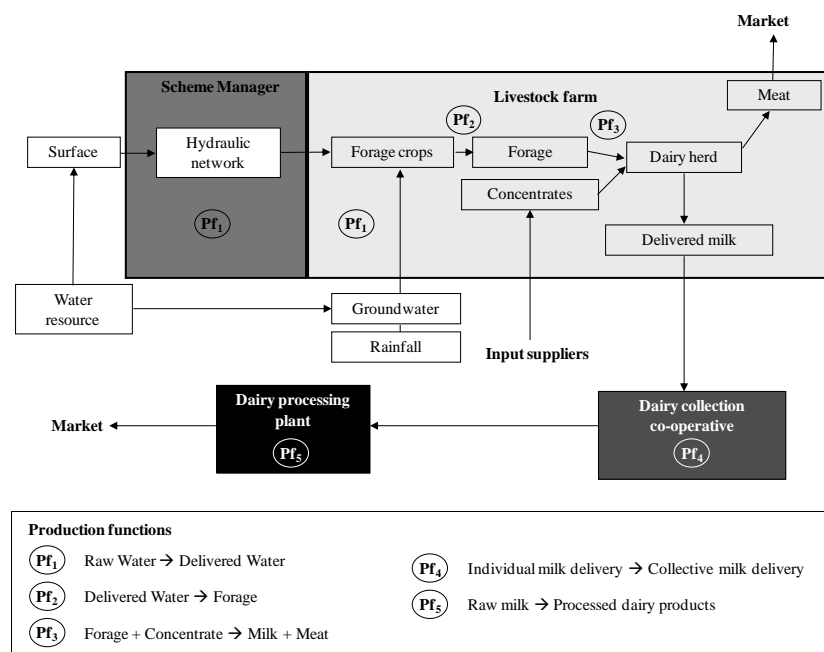 Market
Scheme Manager
Livestock farm
Meat
Pf2
Pf3
Surface
Hydraulic
network
Forage crops
Forage
Dairy herd
Concentrates
Pf1
Pf1
Delivered milk
Water
resource
Groundwater
Rainfall
Input suppliers
Dairy processing
plant
Pf5
Market
Dairy collection
co-operative
Pf4
Production functions
Pf1 Raw Water → Delivered Water
Pf2 Delivered Water → Forage
Pf3 Forage + Concentrate → Milk + Meat
Pf4 Individual milk delivery → Collective milk delivery
Pf5 Raw milk → Processed dairy products